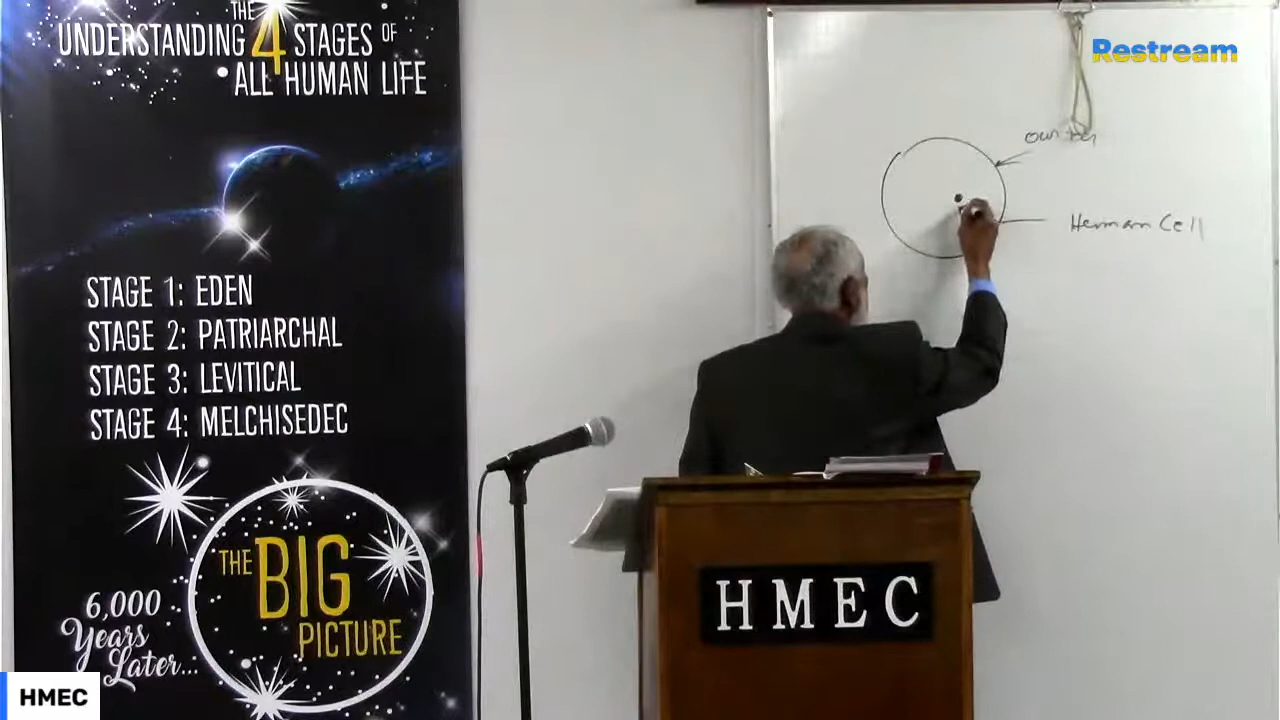 THE
UNDERSTANDING 4 STAGES OF
ALL HUMAN LIFE
STAGE 1: EDEN
STAGE 2: PATRIARCHAL
STAGE 3: LEVITICAL
STAGE 4: MELCHISEDEC
THE BIG
PICTURE
6,000
Years
Later...
HMEC
HMEC
Restream
Cell